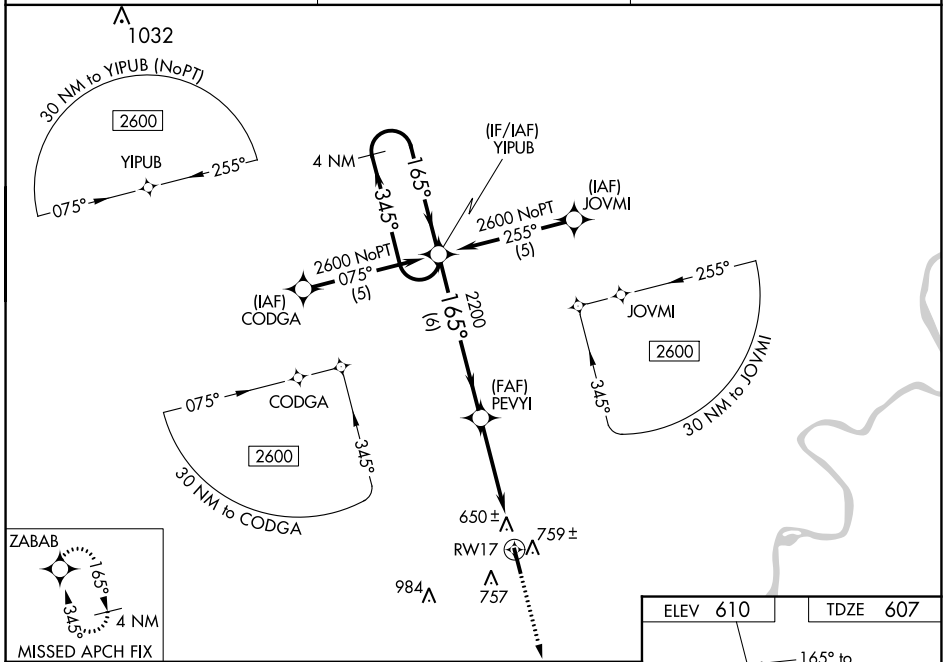 1032
30 NM to YIPUB (NoPT)
2600
YIPUB
075°
255°
4 NM
165°
345°
(IF/IAF)
YIPUB
(IAF)
JOVMI
2600 NoPT
255°
(5)
2600 NoPT
075°
(5)
(IAF)
CODGA
2200
165°
(6)
255°
JOVMI
2600
345°
30 NM to JOVMI
(FAF)
PEVYI
075°
CODGA
345°
2600
30 NM to CODGA
650±
759±
RW17
984
757
ZABAB
165°
345°
4 NM
MISSED APCH FIX
ELEV 610
TDZE 607
165° to